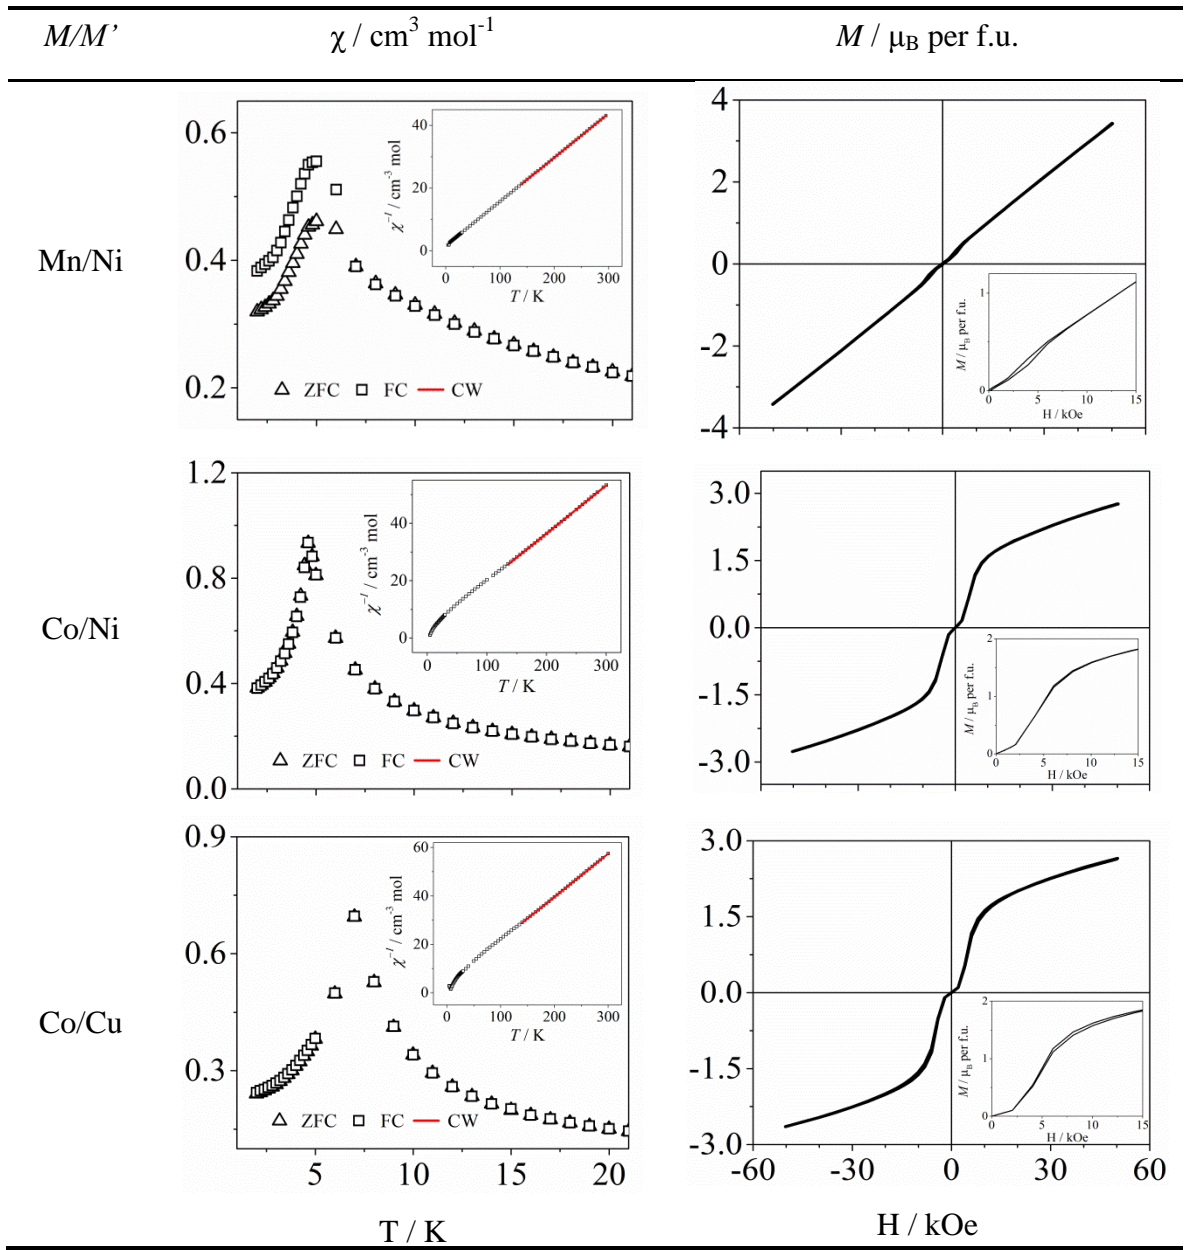 M/M’ χ / cm³ mol⁻¹ M / μB per f.u.
Mn/Ni
0.6
0.4
0.2
40
20
0
χ⁻¹ / cm⁻³ mol
0 100 200 300
T / K
ZFC FC CW
4
2
0
-2
-4
1
0
M / μB per f.u.
0 5 10 15
H / kOe
Co/Ni
1.2
0.8
0.4
0.0
40
20
0
χ⁻¹ / cm⁻³ mol
0 100 200 300
T / K
ZFC FC CW
3.0
1.5
0.0
-1.5
-3.0
2
1
0
M / μB per f.u.
0 5 10 15
H / kOe
Co/Cu
0.9
0.6
0.3
60
40
20
0
χ⁻¹ / cm⁻³ mol
0 100 200 300
T / K
ZFC FC CW
5 10 15 20
T / K
3.0
1.5
0.0
-1.5
-3.0
2
1
0
M / μB per f.u.
0 5 10 15
H / kOe
-60 -30 0 30 60
H / kOe